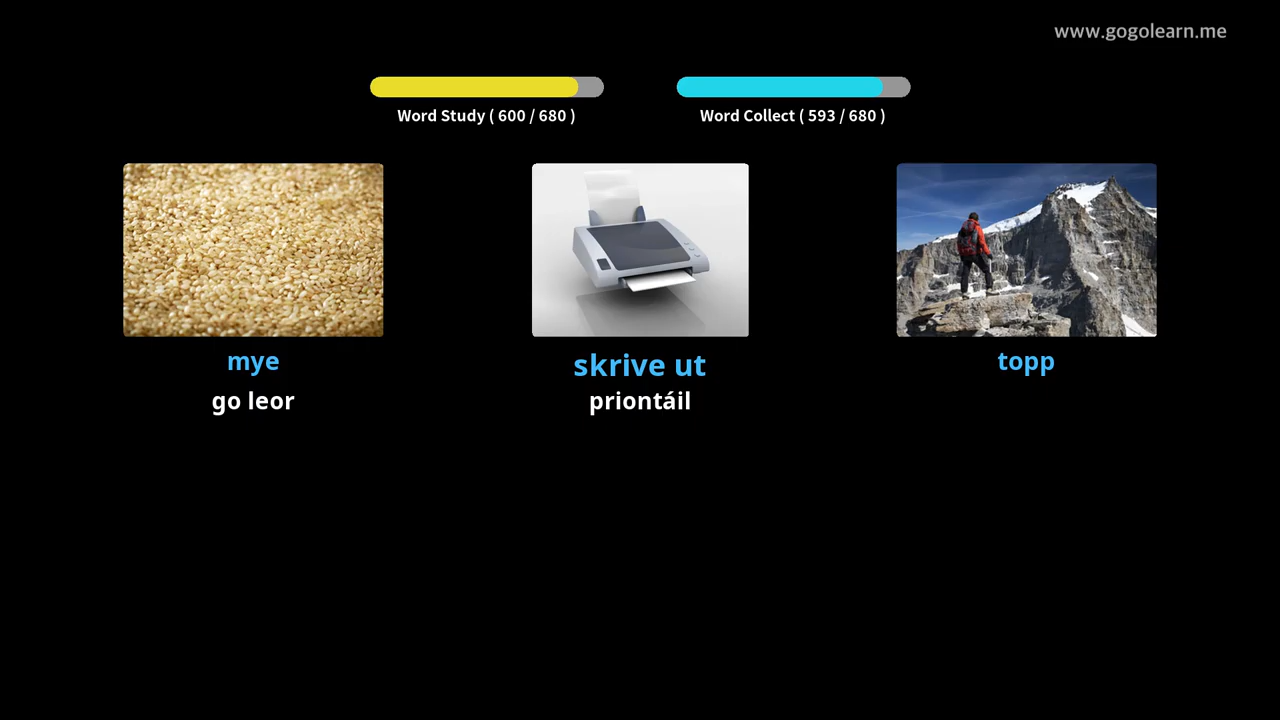 www.gogolearn.me
Word Study ( 600 / 680 )
Word Collect ( 593 / 680 )
mye
skrive ut
topp
go leor
priontáil